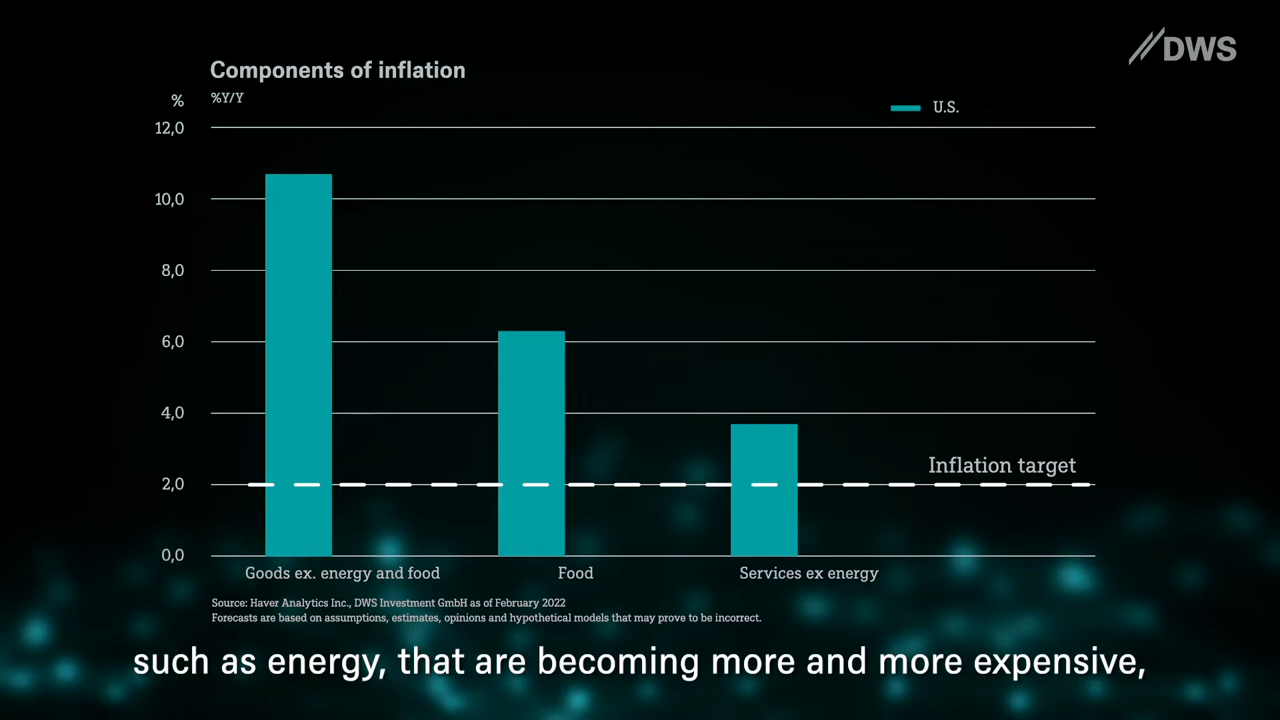 DWS
Components of inflation
%
%Y/Y
U.S.
12,0
10,0
8,0
6,0
4,0
Inflation target
2,0
0,0
Goods ex. energy and food
Food
Services ex energy
Source: Haver Analytics Inc., DWS Investment GmbH as of February 2022
Forecasts are based on assumptions, estimates, opinions and hypothetical models that may prove to be incorrect.
such as energy, that are becoming more and more expensive,